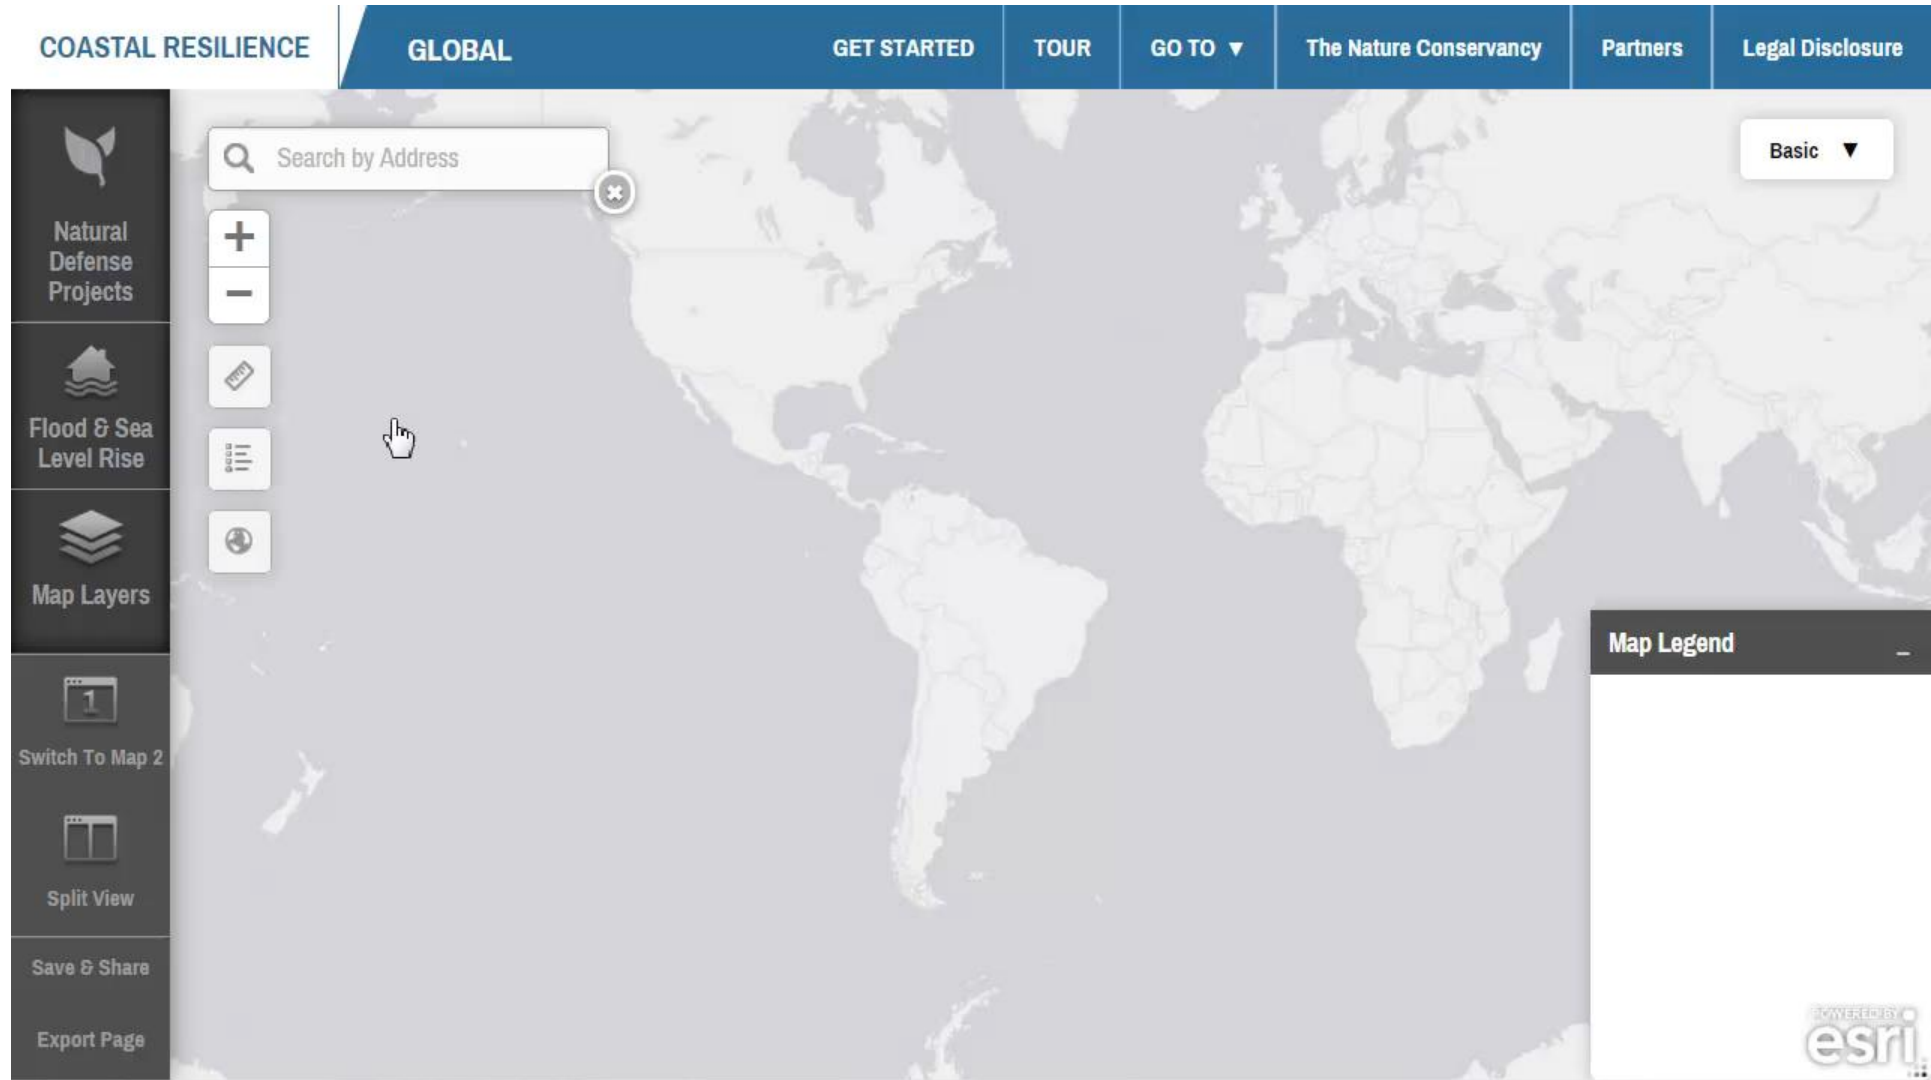 COASTAL RESILIENCE GLOBAL GET STARTED TOUR GO TO ▼ The Nature Conservancy Partners Legal Disclosure
Search by Address
Basic ▼
Natural
Defense
Projects
Flood & Sea
Level Rise
Map Layers
1
Switch To Map 2
Split View
Save & Share
Export Page
Map Legend
POWERED BY
esri